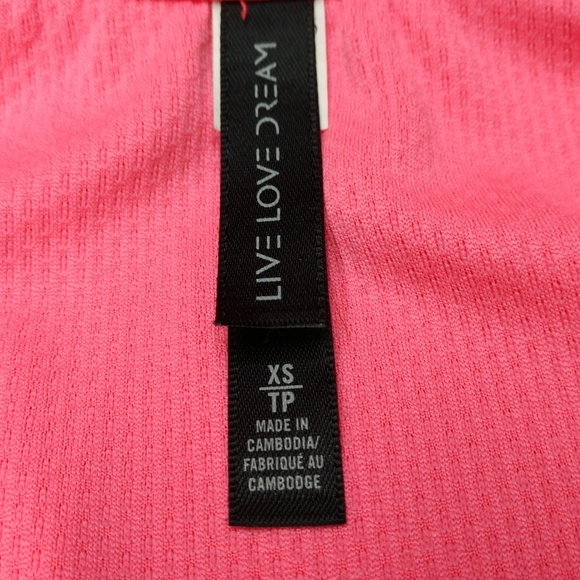 LIVE LOVE DREAM
XS
TP
MADE IN
CAMBODIA/
FABRIQUÉ AU
CAMBODGE